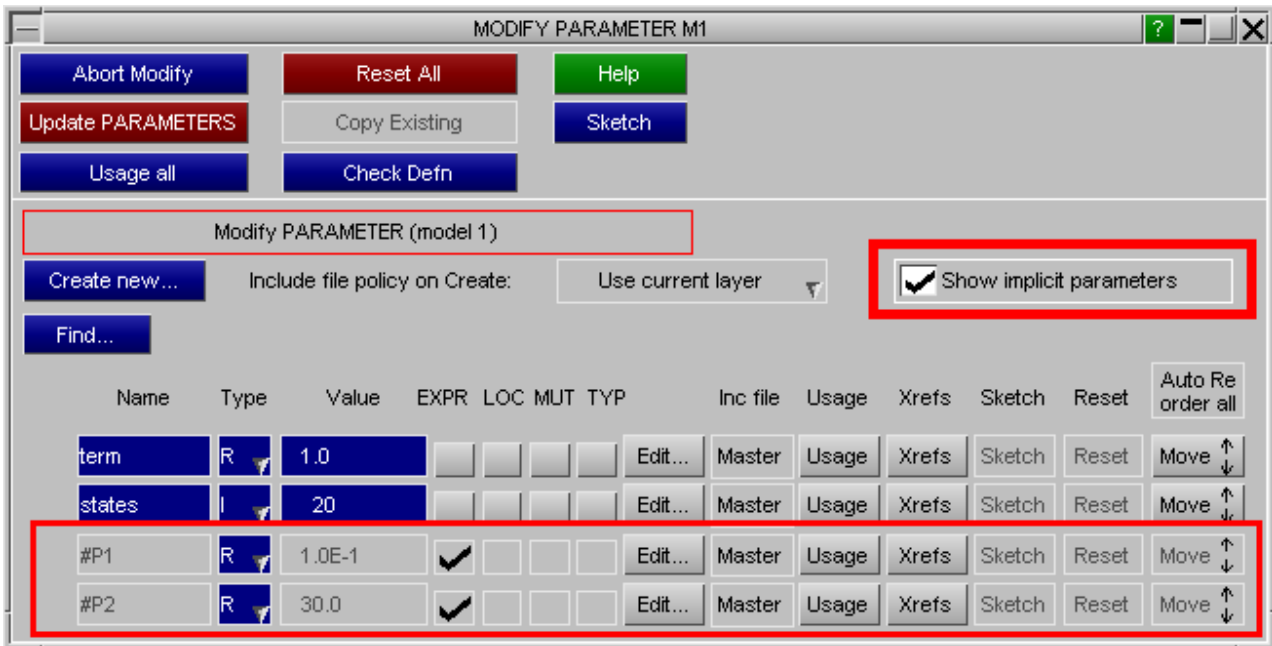 MODIFY PARAMETER M1 ?
Abort Modify Reset All Help
Update PARAMETERS Copy Existing Sketch
Usage all Check Defn
Modify PARAMETER (model 1)
Create new... Include file policy on Create: Use current layer Show implicit parameters
Find...
Name Type Value EXPR LOC MUT TYP Inc file Usage Xrefs Sketch Reset Auto Re
order all
term R 1.0 Edit... Master Usage Xrefs Sketch Reset Move
states I 20 Edit... Master Usage Xrefs Sketch Reset Move
#P1 R 1.0E-1 Edit... Master Usage Xrefs Sketch Reset Move
#P2 R 30.0 Edit... Master Usage Xrefs Sketch Reset Move